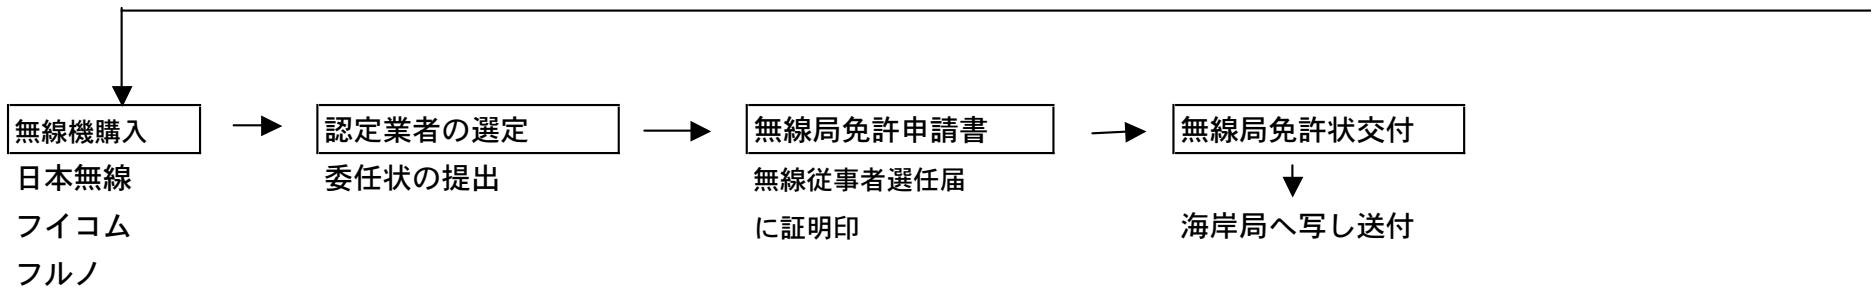 無線機購入
日本無線
フイコム
フルノ
認定業者の選定
委任状の提出
無線局免許申請書
無線従事者選任届
に証明印
無線局免許状交付
海岸局へ写し送付